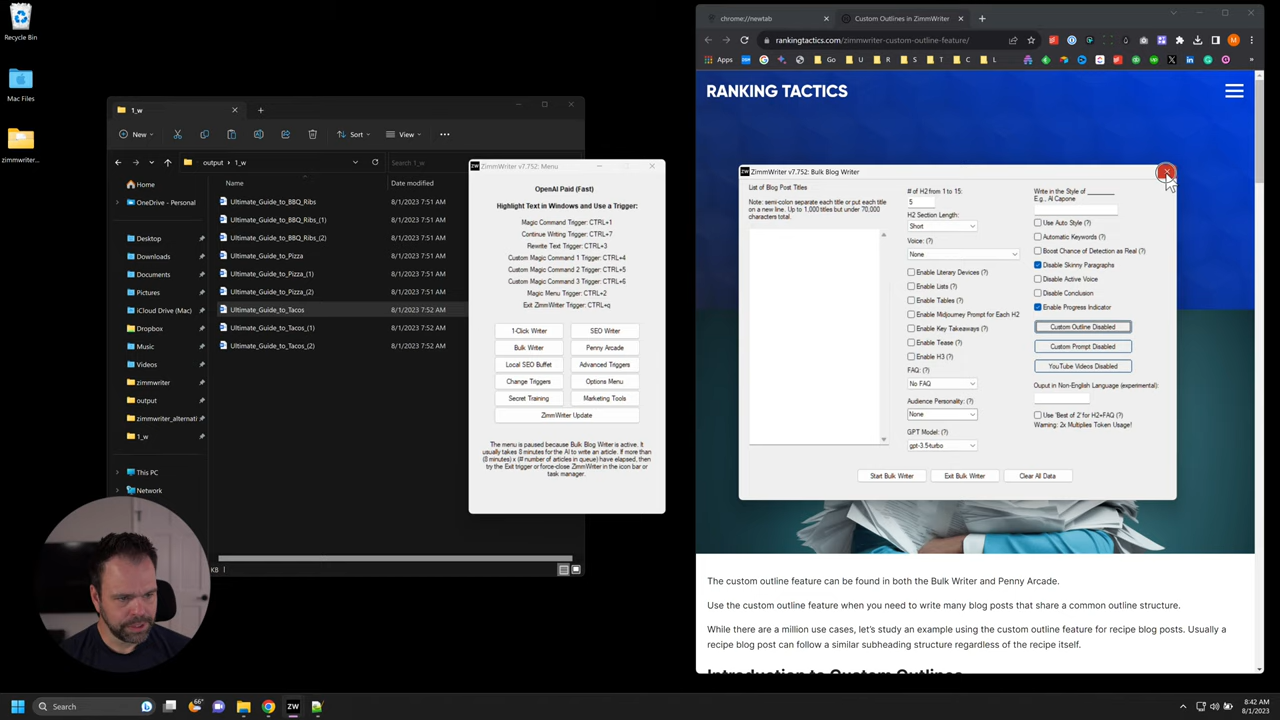 Recycle Bin
Mac Files
zimmwriter...
1_w
New
Sort
View
output > 1_w
Search 1_w
Home
OneDrive - Personal
Desktop
Downloads
Documents
Pictures
iCloud Drive (Mac)
Dropbox
Music
Videos
zimmwriter
output
zimmwriter_alternati
1_w
This PC
Network
Name
Date modified
Ultimate_Guide_to_BBQ_Ribs 8/1/2023 7:51 AM
Ultimate_Guide_to_BBQ_Ribs_(1) 8/1/2023 7:51 AM
Ultimate_Guide_to_BBQ_Ribs_(2) 8/1/2023 7:51 AM
Ultimate_Guide_to_Pizza 8/1/2023 7:51 AM
Ultimate_Guide_to_Pizza_(1) 8/1/2023 7:51 AM
Ultimate_Guide_to_Pizza_(2) 8/1/2023 7:51 AM
Ultimate_Guide_to_Tacos 8/1/2023 7:52 AM
Ultimate_Guide_to_Tacos_(1) 8/1/2023 7:52 AM
Ultimate_Guide_to_Tacos_(2) 8/1/2023 7:52 AM
KB
ZW ZimmWriter v7.752: Menu
OpenAI Paid (Fast)
Highlight Text in Windows and Use a Trigger:
Magic Command Trigger: CTRL+1
Continue Writing Trigger: CTRL+7
Rewrite Text Trigger: CTRL+3
Custom Magic Command 1 Trigger: CTRL+4
Custom Magic Command 2 Trigger: CTRL+5
Custom Magic Command 3 Trigger: CTRL+6
Magic Menu Trigger: CTRL+2
Exit ZimmWriter Trigger: CTRL+q
1-Click Writer
SEO Writer
Bulk Writer
Penny Arcade
Local SEO Buffet
Advanced Triggers
Change Triggers
Options Menu
Secret Training
Marketing Tools
ZimmWriter Update
The menu is paused because Bulk Blog Writer is active. It
usually takes 8 minutes for the AI to write an article. If more than
(8 minutes) x (# number of articles in queue) have elapsed, then
try the Exit trigger or force-close ZimmWriter in the icon bar or
task manager.
chrome://newtab
Custom Outlines in ZimmWriter
rankingtactics.com/zimmwriter-custom-outline-feature/
M
Apps
Go
U
R
S
T
C
L
»
RANKING TACTICS
ZW ZimmWriter v7.752: Bulk Blog Writer
List of Blog Post Titles
Note: semi-colon separate each title or put each title
on a new line. Up to 1,000 titles but under 70,000
characters total.
# of H2 from 1 to 15:
5
H2 Section Length:
Short
Voice: (?)
None
Enable Literary Devices (?)
Enable Lists (?)
Enable Tables (?)
Enable Midjourney Prompt for Each H2
Enable Key Takeaways (?)
Enable Tease (?)
Enable H3 (?)
FAQ: (?)
No FAQ
Audience Personality: (?)
None
GPT Model: (?)
gpt-3.5-turbo
Write in the Style of ______
E.g., Al Capone
Use Auto Style (?)
Automatic Keywords (?)
Boost Chance of Detection as Real (?)
Disable Skinny Paragraphs
Disable Active Voice
Disable Conclusion
Enable Progress Indicator
Custom Outline Disabled
Custom Prompt Disabled
YouTube Videos Disabled
Ouput in Non-English Language (experimental):
Use 'Best of 2' for H2+FAQ (?)
Warning: 2x Multiplies Token Usage!
Start Bulk Writer
Exit Bulk Writer
Clear All Data
The custom outline feature can be found in both the Bulk Writer and Penny Arcade.
Use the custom outline feature when you need to write many blog posts that share a common outline structure.
While there are a million use cases, let's study an example using the custom outline feature for recipe blog posts. Usually a
recipe blog post can follow a similar subheading structure regardless of the recipe itself.
Introduction to Custom Outlines
Search
66°
ZW
8:42 AM
8/1/2023